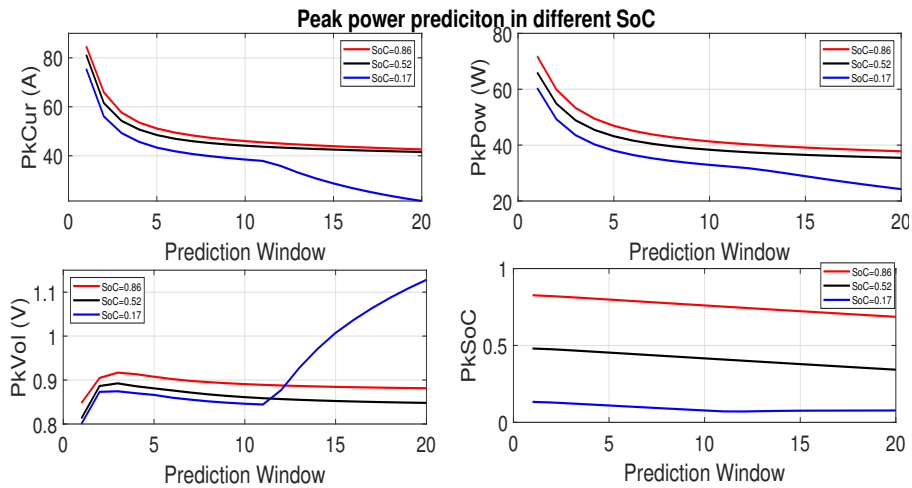 Peak power prediciton in different SoC
PkCur (A)
80
60
40
0 5 10 15 20
Prediction Window
SoC=0.86
SoC=0.52
SoC=0.17
PkPow (W)
80
60
40
20
0 5 10 15 20
Prediction Window
SoC=0.86
SoC=0.52
SoC=0.17
PkVol (V)
1.1
1
0.9
0.8
0 5 10 15 20
Prediction Window
SoC=0.86
SoC=0.52
SoC=0.17
PkSoC
1
0.5
0
0 5 10 15 20
Prediction Window
SoC=0.86
SoC=0.52
SoC=0.17